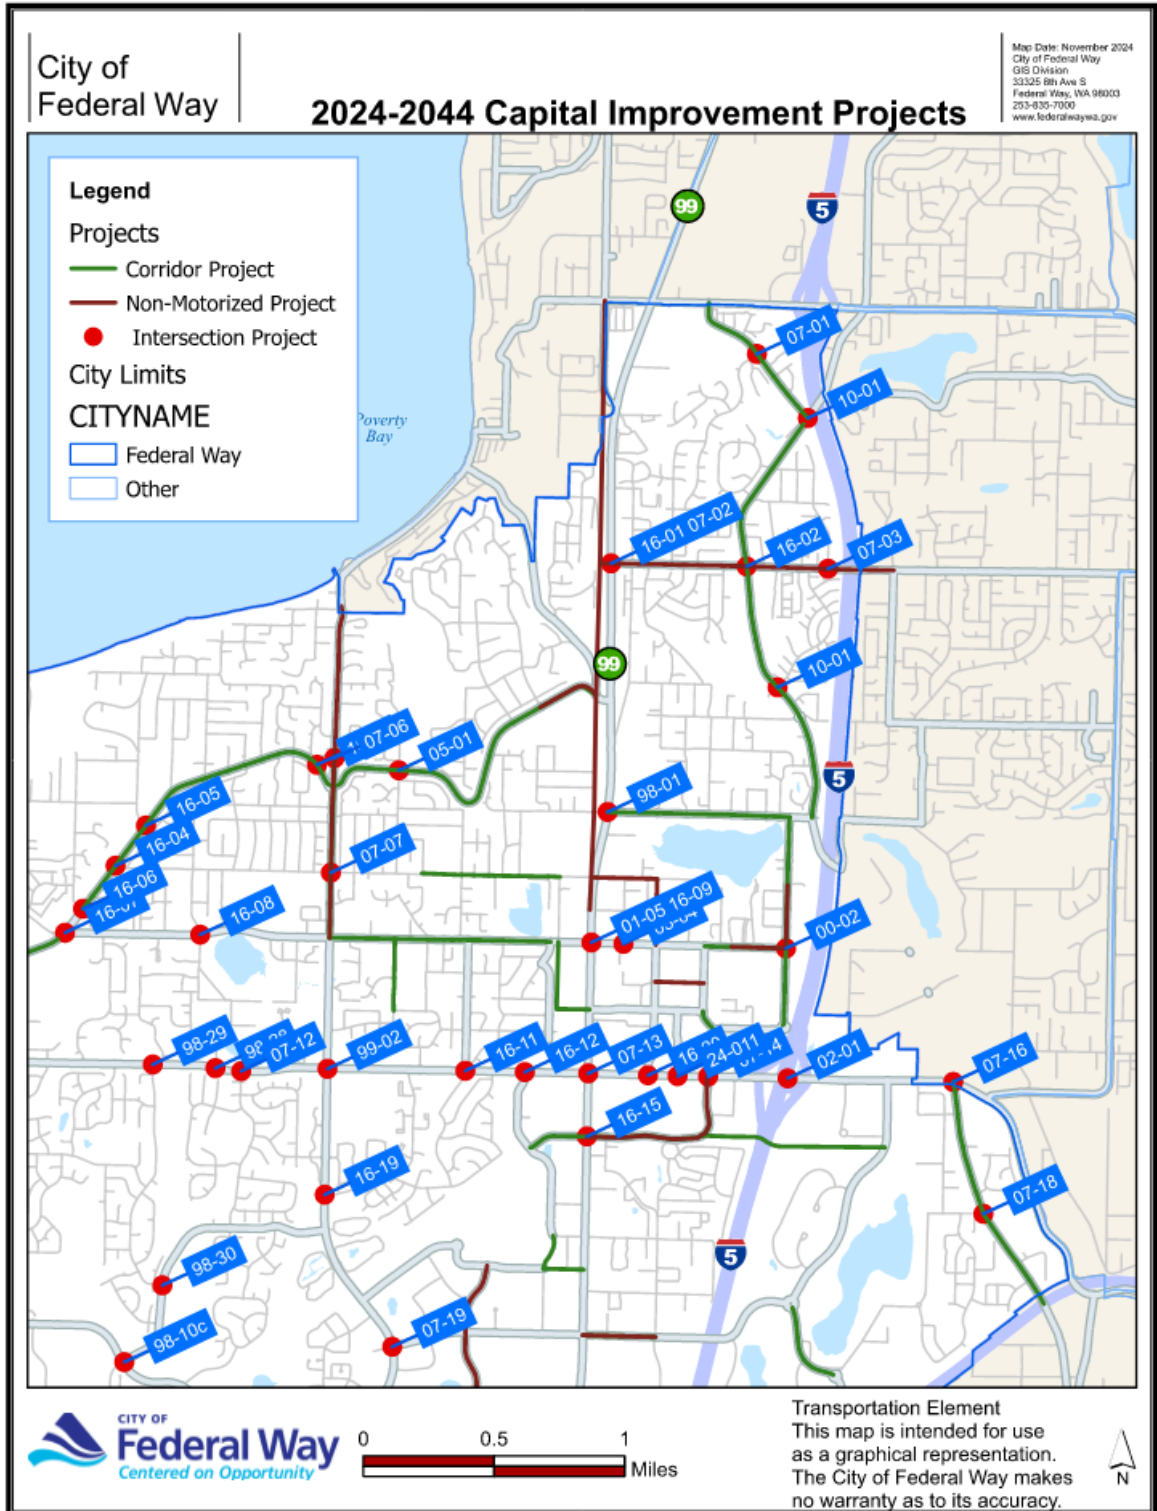 City of
Federal Way
2024-2044 Capital Improvement Projects
Map Date: November 2024
City of Federal Way
GIS Division
33325 8th Ave S
Federal Way, WA 98003
253-835-7000
www.federalwaywa.gov
Legend
Projects
Corridor Project
Non-Motorized Project
Intersection Project
City Limits
CITYNAME
Federal Way
Other
Poverty
Bay
99
5
07-01
10-01
16-01 07-02
16-02
07-03
99
10-01
07-06
05-01
5
98-01
16-05
16-04
16-06
16-07
07-07
16-08
01-05 16-09
00-02
98-29
07-12
99-02
16-11
16-12
07-13
24-011
02-01
07-16
16-15
16-19
07-18
5
98-30
07-19
98-10c
CITY OF
Federal Way
Centered on Opportunity
0 0.5 1
Miles
Transportation Element
This map is intended for use
as a graphical representation.
The City of Federal Way makes
no warranty as to its accuracy.
N